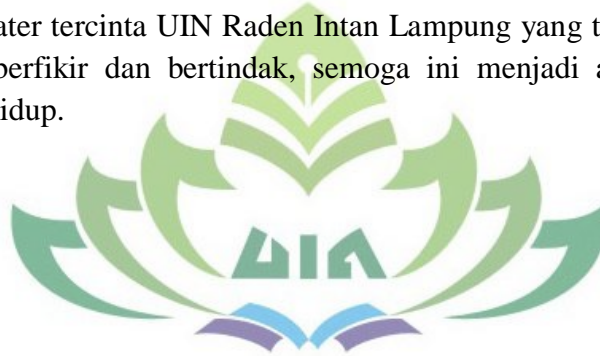 ater tercinta UIN Raden Intan Lampung yang t
berfikir dan bertindak, semoga ini menjadi a
idup.
UIN